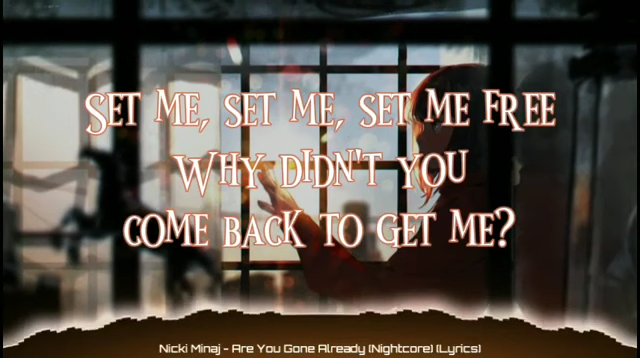 Set me, set me, set me free
Why didn't you
come back to get me?
Nicki Minaj - Are You Gone Already (Nightcore) (Lyrics)